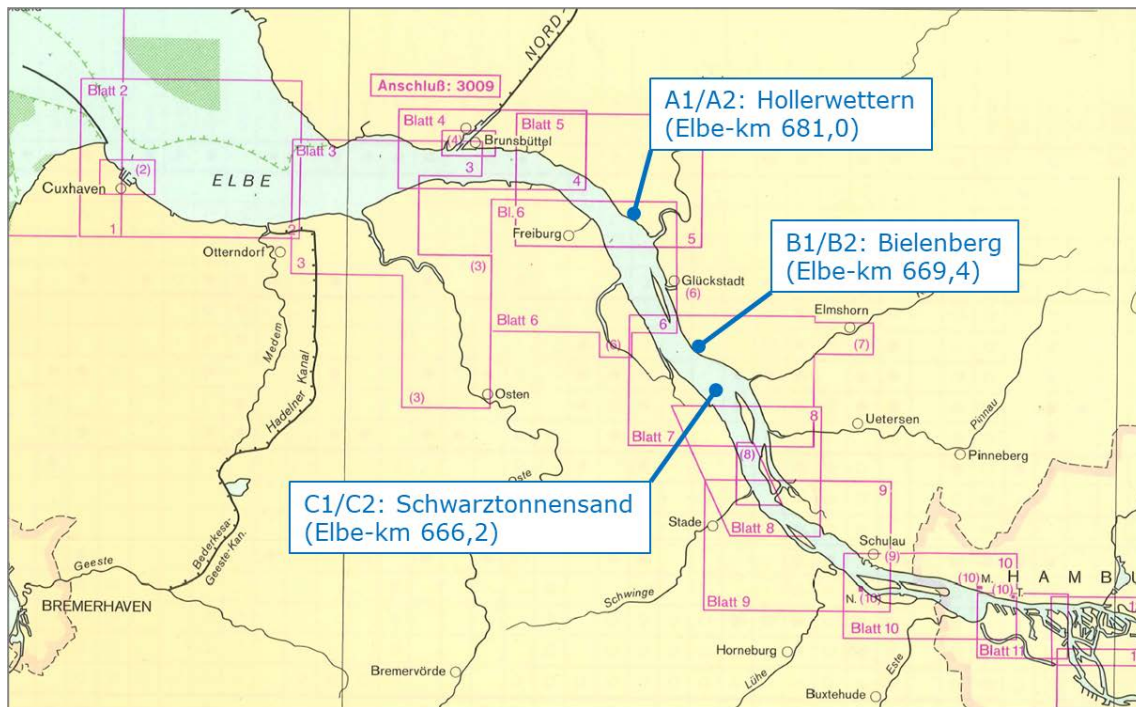 Anschluß: 3009
NORD-
Blatt 2
Blatt 4
Blatt 5
(4)
Brunsbüttel
A1/A2: Hollerwettern
(Elbe-km 681,0)
Blatt 3
3
4
(2)
Cuxhaven
ELBE
1
2
Bl.6
Freiburg
5
B1/B2: Bielenberg
(Elbe-km 669,4)
Otterndorf
3
(3)
Glückstadt
(6)
Elmshorn
Blatt 6
6
(6)
(7)
Medem
Hadelner Kanal
(3)
Osten
Blatt 7
8
Uetersen
Pinnau
Pinneberg
(8)
C1/C2: Schwarztonnensand
(Elbe-km 666,2)
Oste
9
Stade
Blatt 8
Bederkesa-
Geeste-Kan.
Schulau
(9)
10
Geeste
(10)
M.
H A M B
(10)
T.
BREMERHAVEN
Schwinge
Blatt 9
N.
(10)
Blatt 10
Blatt 11
Horneburg
Bremervörde
Lühe
Este
Buxtehude